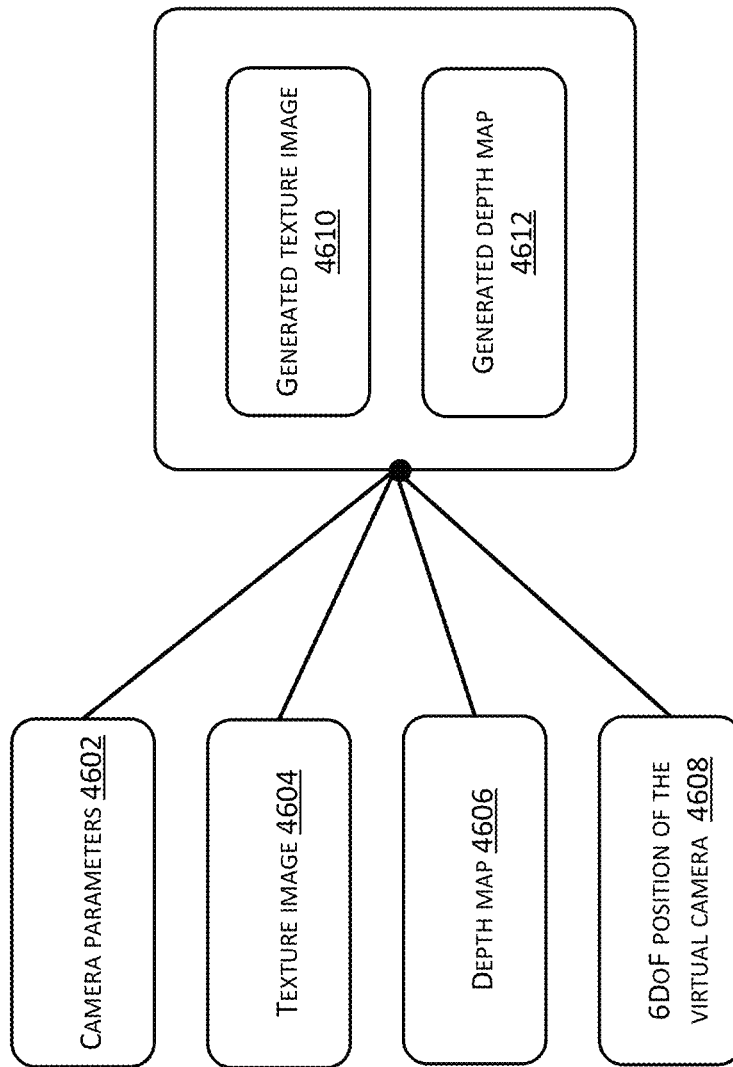 CAMERA PARAMETERS 4602
TEXTURE IMAGE 4604
DEPTH MAP 4606
6DOF POSITION OF THE
VIRTUAL CAMERA 4608
GENERATED TEXTURE IMAGE
4610
GENERATED DEPTH MAP
4612